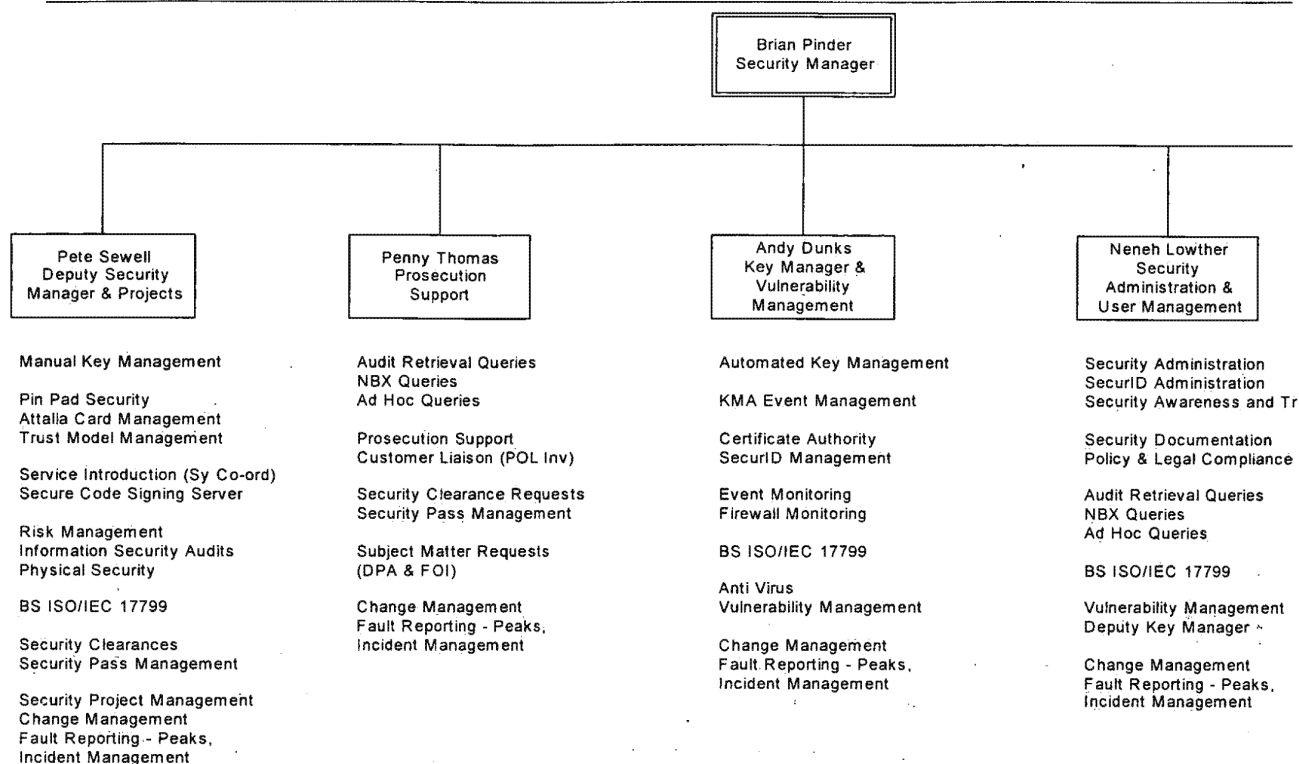 Brian Pinder
Security Manager
Pete Sewell
Deputy Security
Manager & Projects
Manual Key Management
Pin Pad Security
Attalla Card Management
Trust Model Management
Service Introduction (Sy Co-ord)
Secure Code Signing Server
Risk Management
Information Security Audits
Physical Security
BS ISO/IEC 17799
Security Clearances
Security Pass Management
Security Project Management
Change Management
Fault Reporting - Peaks,
Incident Management
Penny Thomas
Prosecution
Support
Audit Retrieval Queries
NBX Queries
Ad Hoc Queries
Prosecution Support
Customer Liaison (POL Inv)
Security Clearance Requests
Security Pass Management
Subject Matter Requests
(DPA & FOI)
Change Management
Fault Reporting - Peaks,
Incident Management
Andy Dunks
Key Manager &
Vulnerability
Management
Automated Key Management
KMA Event Management
Certificate Authority
SecurID Management
Event Monitoring
Firewall Monitoring
BS ISO/IEC 17799
Anti Virus
Vulnerability Management
Change Management
Fault Reporting - Peaks,
Incident Management
Neneh Lowther
Security
Administration &
User Management
Security Administration
SecurID Administration
Security Awareness and Tr
Security Documentation
Policy & Legal Compliance
Audit Retrieval Queries
NBX Queries
Ad Hoc Queries
BS ISO/IEC 17799
Vulnerability Management
Deputy Key Manager
Change Management
Fault Reporting - Peaks,
Incident Management